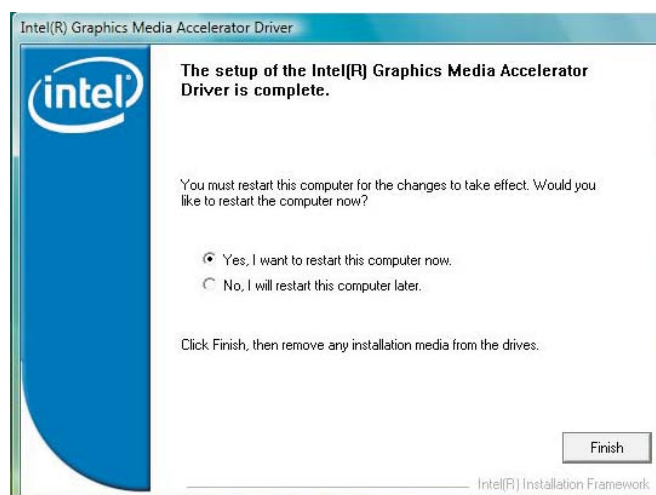 Intel(R) Graphics Media Accelerator Driver
intel
The setup of the Intel(R) Graphics Media Accelerator
Driver is complete.
You must restart this computer for the changes to take effect. Would you
like to restart the computer now?
Yes, I want to restart this computer now.
No, I will restart this computer later.
Click Finish, then remove any installation media from the drives.
Finish
Intel(R) Installation Framework